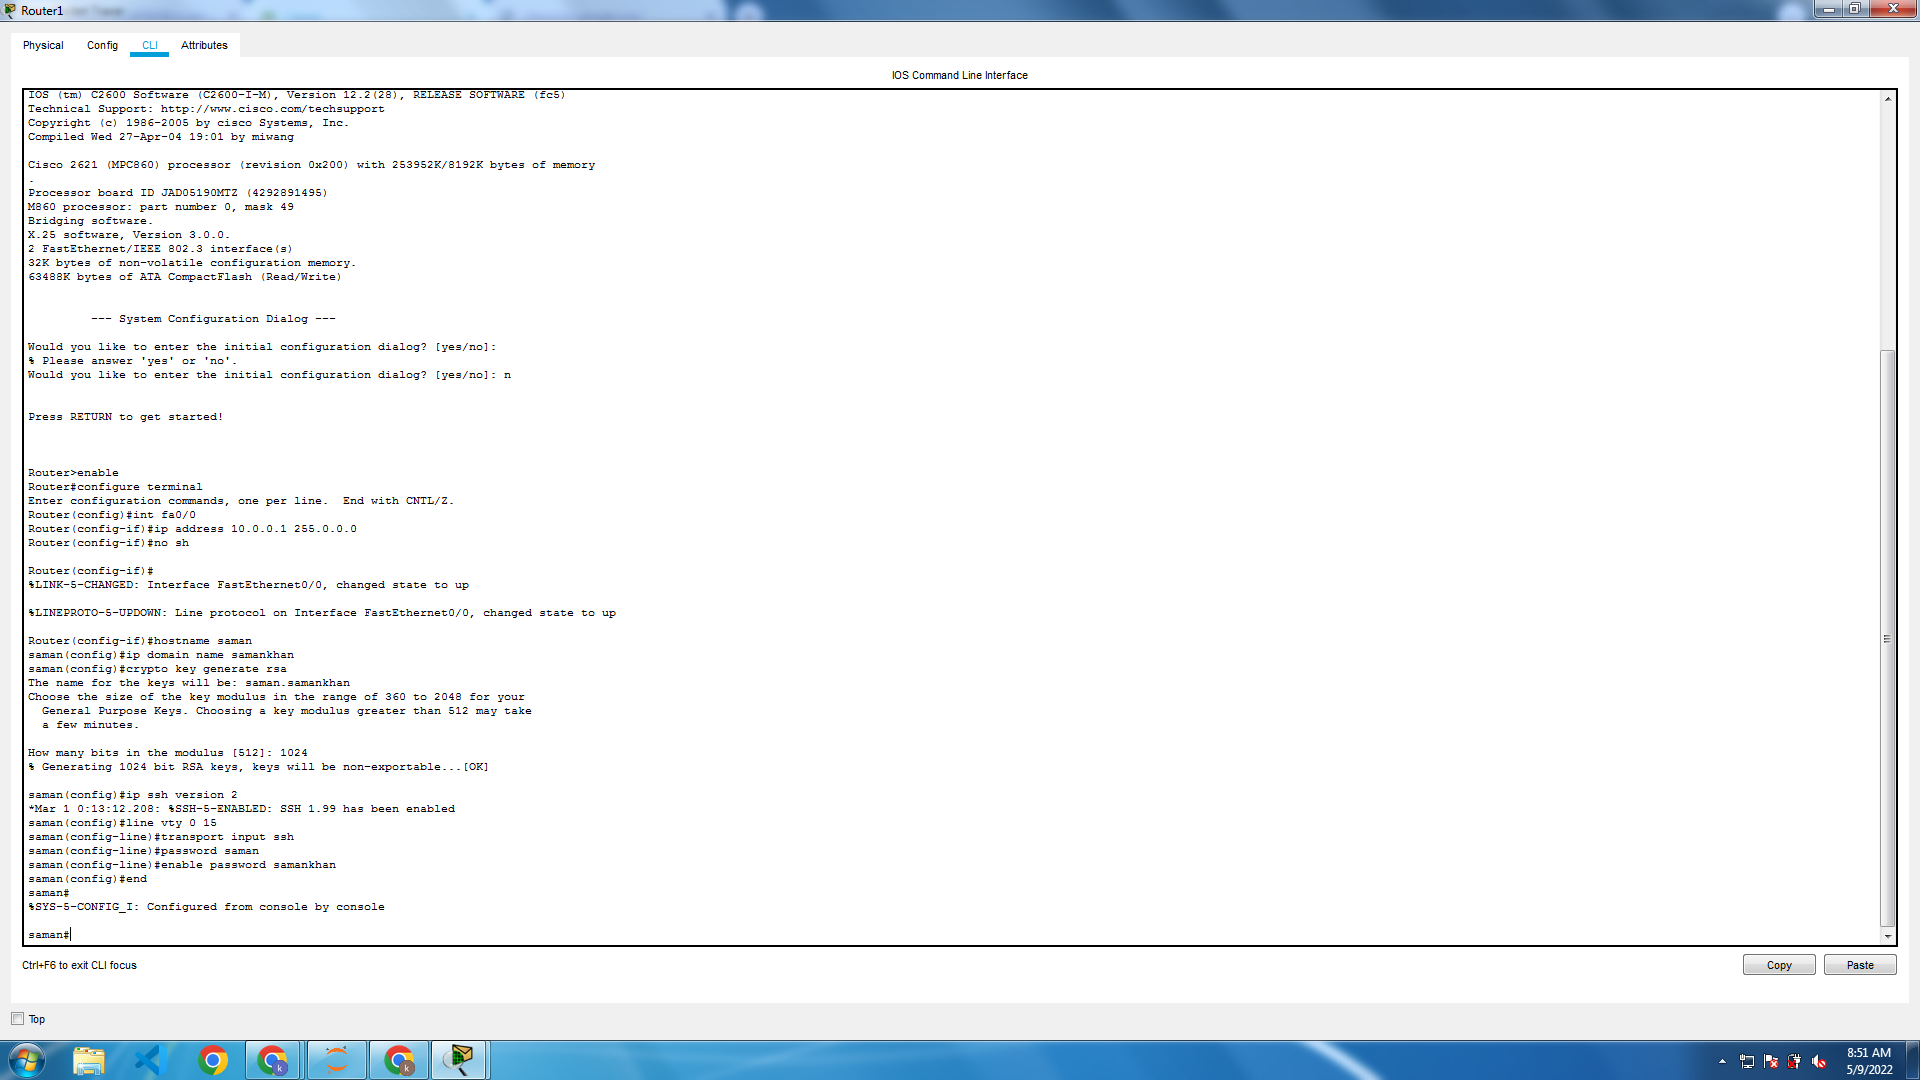 Router1
Physical Config CLI Attributes
IOS Command Line Interface
IOS (tm) C2600 Software (C2600-I-M), Version 12.2(28), RELEASE SOFTWARE (fc5)
Technical Support: http://www.cisco.com/techsupport
Copyright (c) 1986-2005 by cisco Systems, Inc.
Compiled Wed 27-Apr-04 19:01 by miwang
Cisco 2621 (MPC860) processor (revision 0x200) with 253952K/8192K bytes of memory
.
Processor board ID JAD05190MTZ (4292891495)
M860 processor: part number 0, mask 49
Bridging software.
X.25 software, Version 3.0.0.
2 FastEthernet/IEEE 802.3 interface(s)
32K bytes of non-volatile configuration memory.
63488K bytes of ATA CompactFlash (Read/Write)
--- System Configuration Dialog ---
Would you like to enter the initial configuration dialog? [yes/no]:
% Please answer 'yes' or 'no'.
Would you like to enter the initial configuration dialog? [yes/no]: n
Press RETURN to get started!
Router>enable
Router#configure terminal
Enter configuration commands, one per line.  End with CNTL/Z.
Router(config)#int fa0/0
Router(config-if)#ip address 10.0.0.1 255.0.0.0
Router(config-if)#no sh
Router(config-if)#
%LINK-5-CHANGED: Interface FastEthernet0/0, changed state to up
%LINEPROTO-5-UPDOWN: Line protocol on Interface FastEthernet0/0, changed state to up
Router(config-if)#hostname saman
saman(config)#ip domain name samankhan
saman(config)#crypto key generate rsa
The name for the keys will be: saman.samankhan
Choose the size of the key modulus in the range of 360 to 2048 for your
General Purpose Keys. Choosing a key modulus greater than 512 may take
a few minutes.
How many bits in the modulus [512]: 1024
% Generating 1024 bit RSA keys, keys will be non-exportable...[OK]
saman(config)#ip ssh version 2
*Mar 1 0:13:12.208: %SSH-5-ENABLED: SSH 1.99 has been enabled
saman(config)#line vty 0 15
saman(config-line)#transport input ssh
saman(config-line)#password saman
saman(config-line)#enable password samankhan
saman(config)#end
saman#
%SYS-5-CONFIG_I: Configured from console by console
saman#
Ctrl+F6 to exit CLI focus
Copy Paste
Top
k
k
8:51 AM
5/9/2022